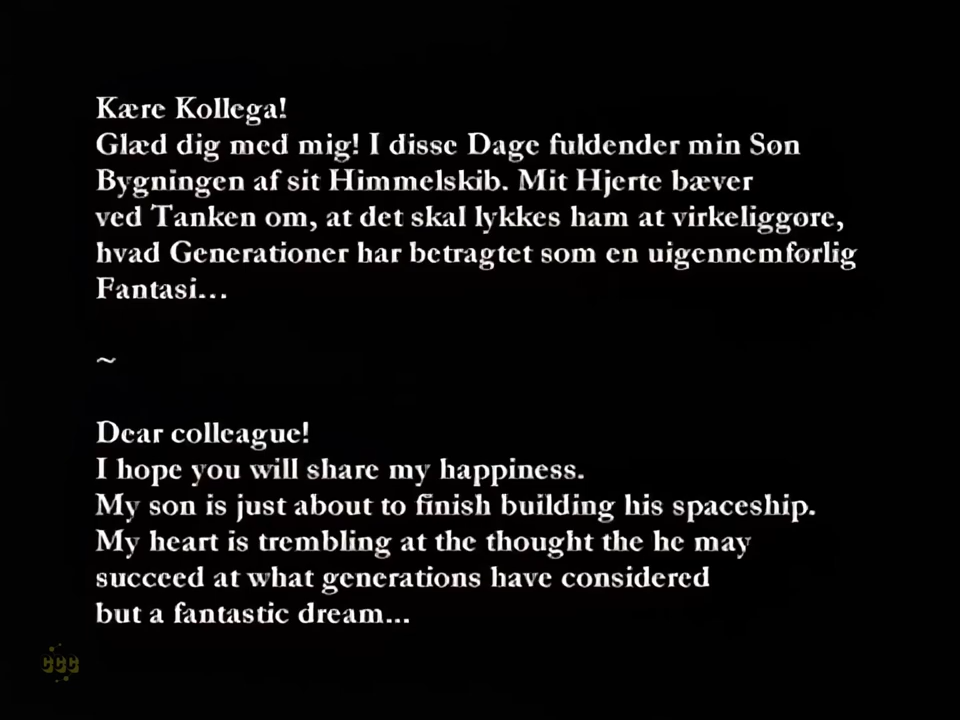 Kære Kollega!
Glæd dig med mig! I disse Dage fuldender min Søn
Bygningen af sit Himmelskib. Mit Hjerte bæver
ved Tanken om, at det skal lykkes ham at virkeliggøre,
hvad Generationer har betragtet som en uigennemførlig
Fantasi...
~
Dear colleague!
I hope you will share my happiness.
My son is just about to finish building his spaceship.
My heart is trembling at the thought the he may
succeed at what generations have considered
but a fantastic dream...
CCC